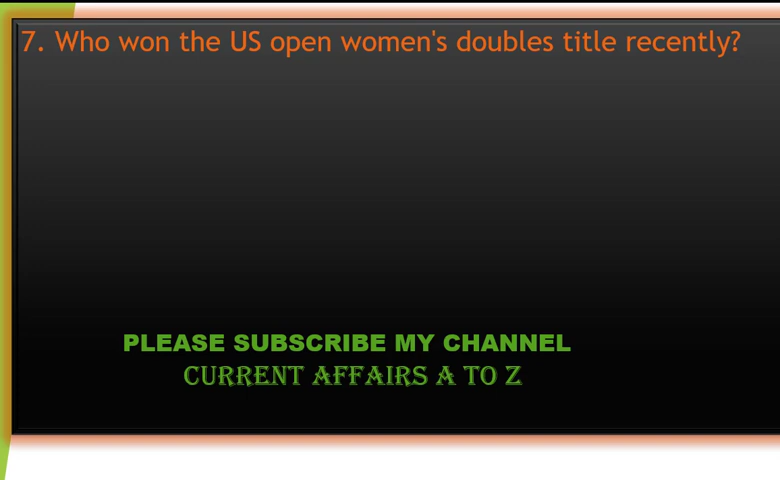 7. Who won the US open women's doubles title recently?
PLEASE SUBSCRIBE MY CHANNEL
CURRENT AFFAIRS A TO Z